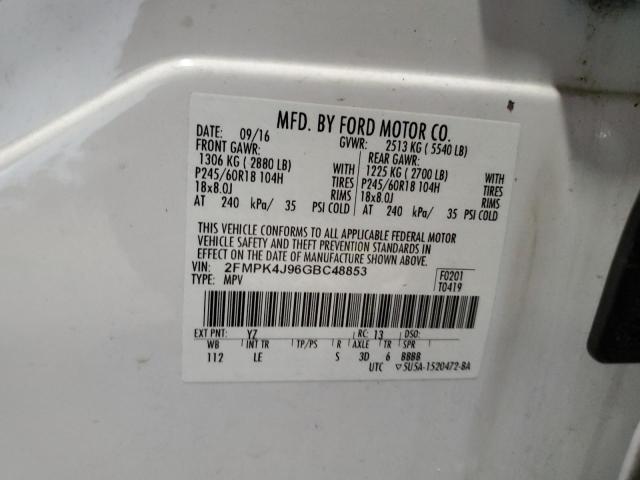 MFD. BY FORD MOTOR CO.
DATE: 09/16 GVWR: 2513 KG ( 5540 LB)
FRONT GAWR: REAR GAWR:
1306 KG ( 2880 LB) WITH 1225 KG ( 2700 LB) WITH
P245/60R18 104H TIRES P245/60R18 104H TIRES
18x8.0J RIMS 18x8.0J RIMS
AT 240 kPa/ 35 PSI COLD AT 240 kPa/ 35 PSI COLD
THIS VEHICLE CONFORMS TO ALL APPLICABLE FEDERAL MOTOR
VEHICLE SAFETY AND THEFT PREVENTION STANDARDS IN
EFFECT ON THE DATE OF MANUFACTURE SHOWN ABOVE.
VIN: 2FMPK4J96GBC48853 F0201
TYPE: MPV T0419
EXT PNT: YZ RC: 13 DSO:
WB INT TR TP/PS R AXLE TR SPR
112 LE S 3D 6 BBBB
UTC ▽5U5A-1520472-BA